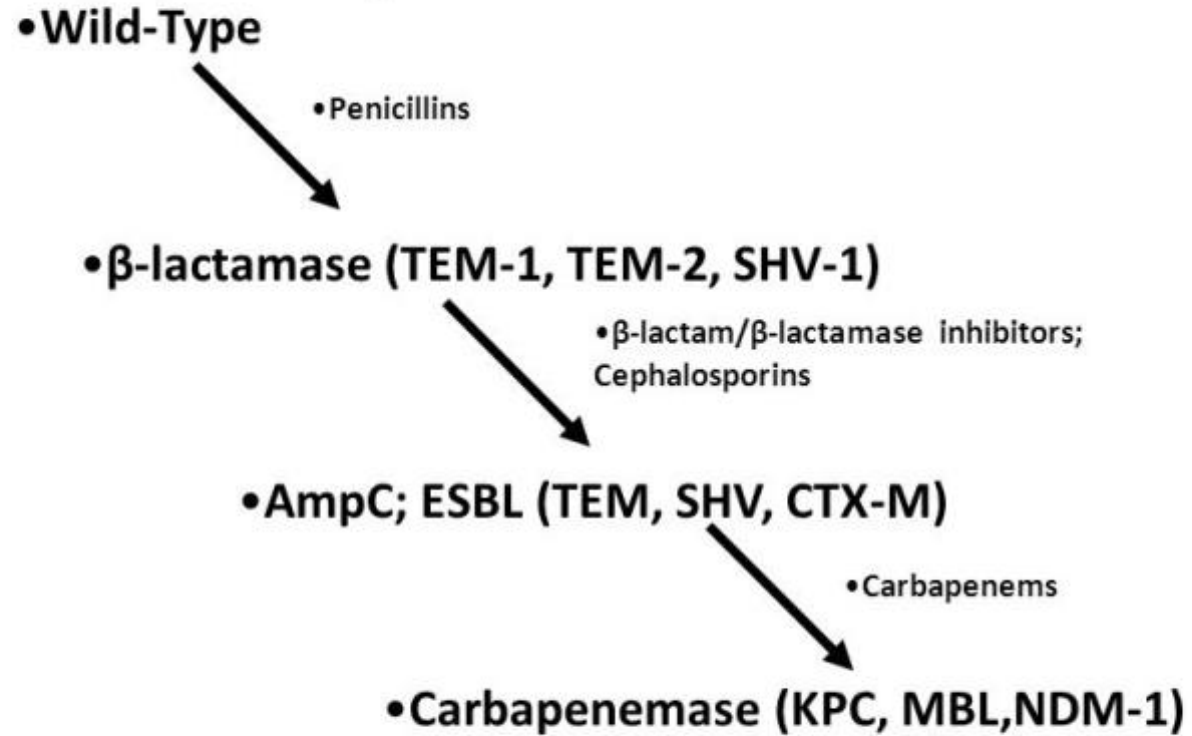 •Wild-Type
•Penicillins
•β-lactamase (TEM-1, TEM-2, SHV-1)
•β-lactam/β-lactamase inhibitors;
Cephalosporins
•AmpC; ESBL (TEM, SHV, CTX-M)
•Carbapenems
•Carbapenemase (KPC, MBL,NDM-1)